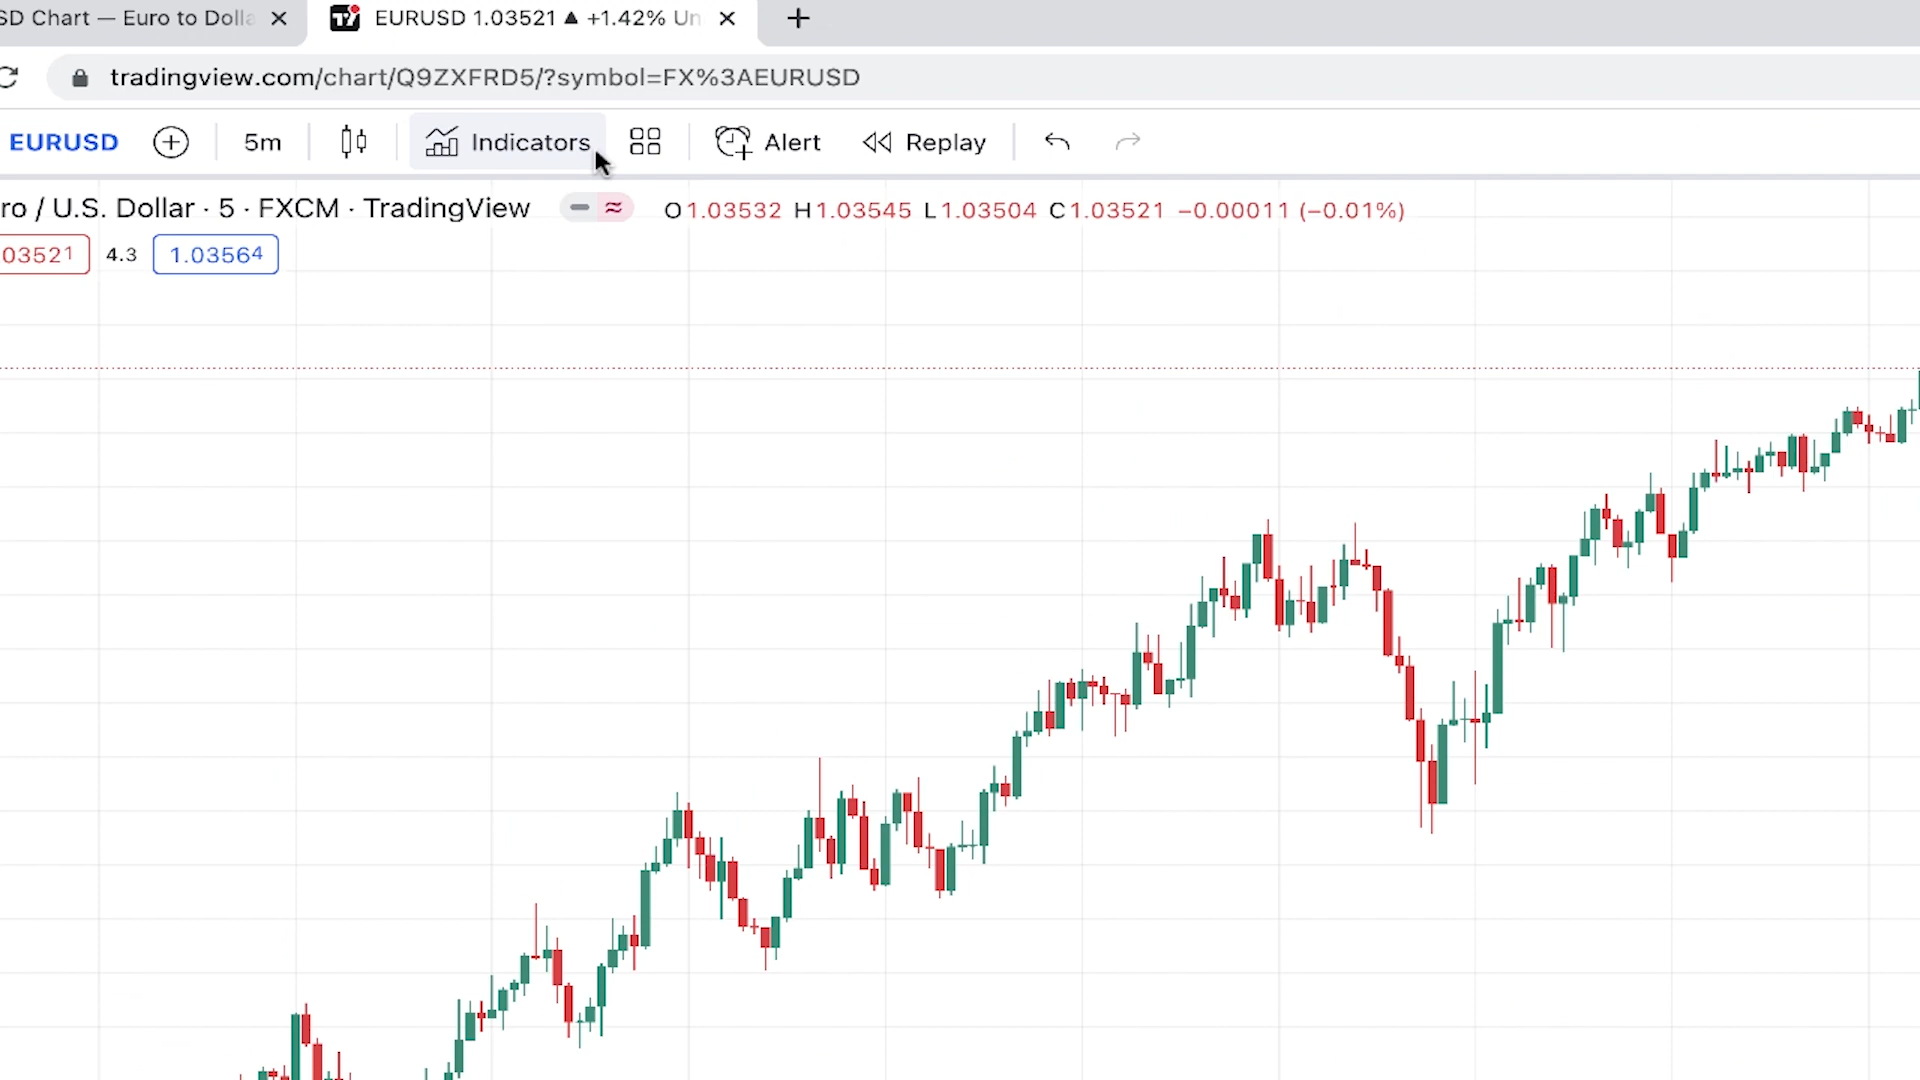 SD Chart — Euro to Dolla
EURUSD 1.03521 ▲ +1.42% Un
tradingview.com/chart/Q9ZXFRD5/?symbol=FX%3AEURUSD
EURUSD 5m Indicators Alert Replay
ro / U.S. Dollar · 5 · FXCM · TradingView O1.03532 H1.03545 L1.03504 C1.03521 −0.00011 (−0.01%)
03521 4.3 1.03564